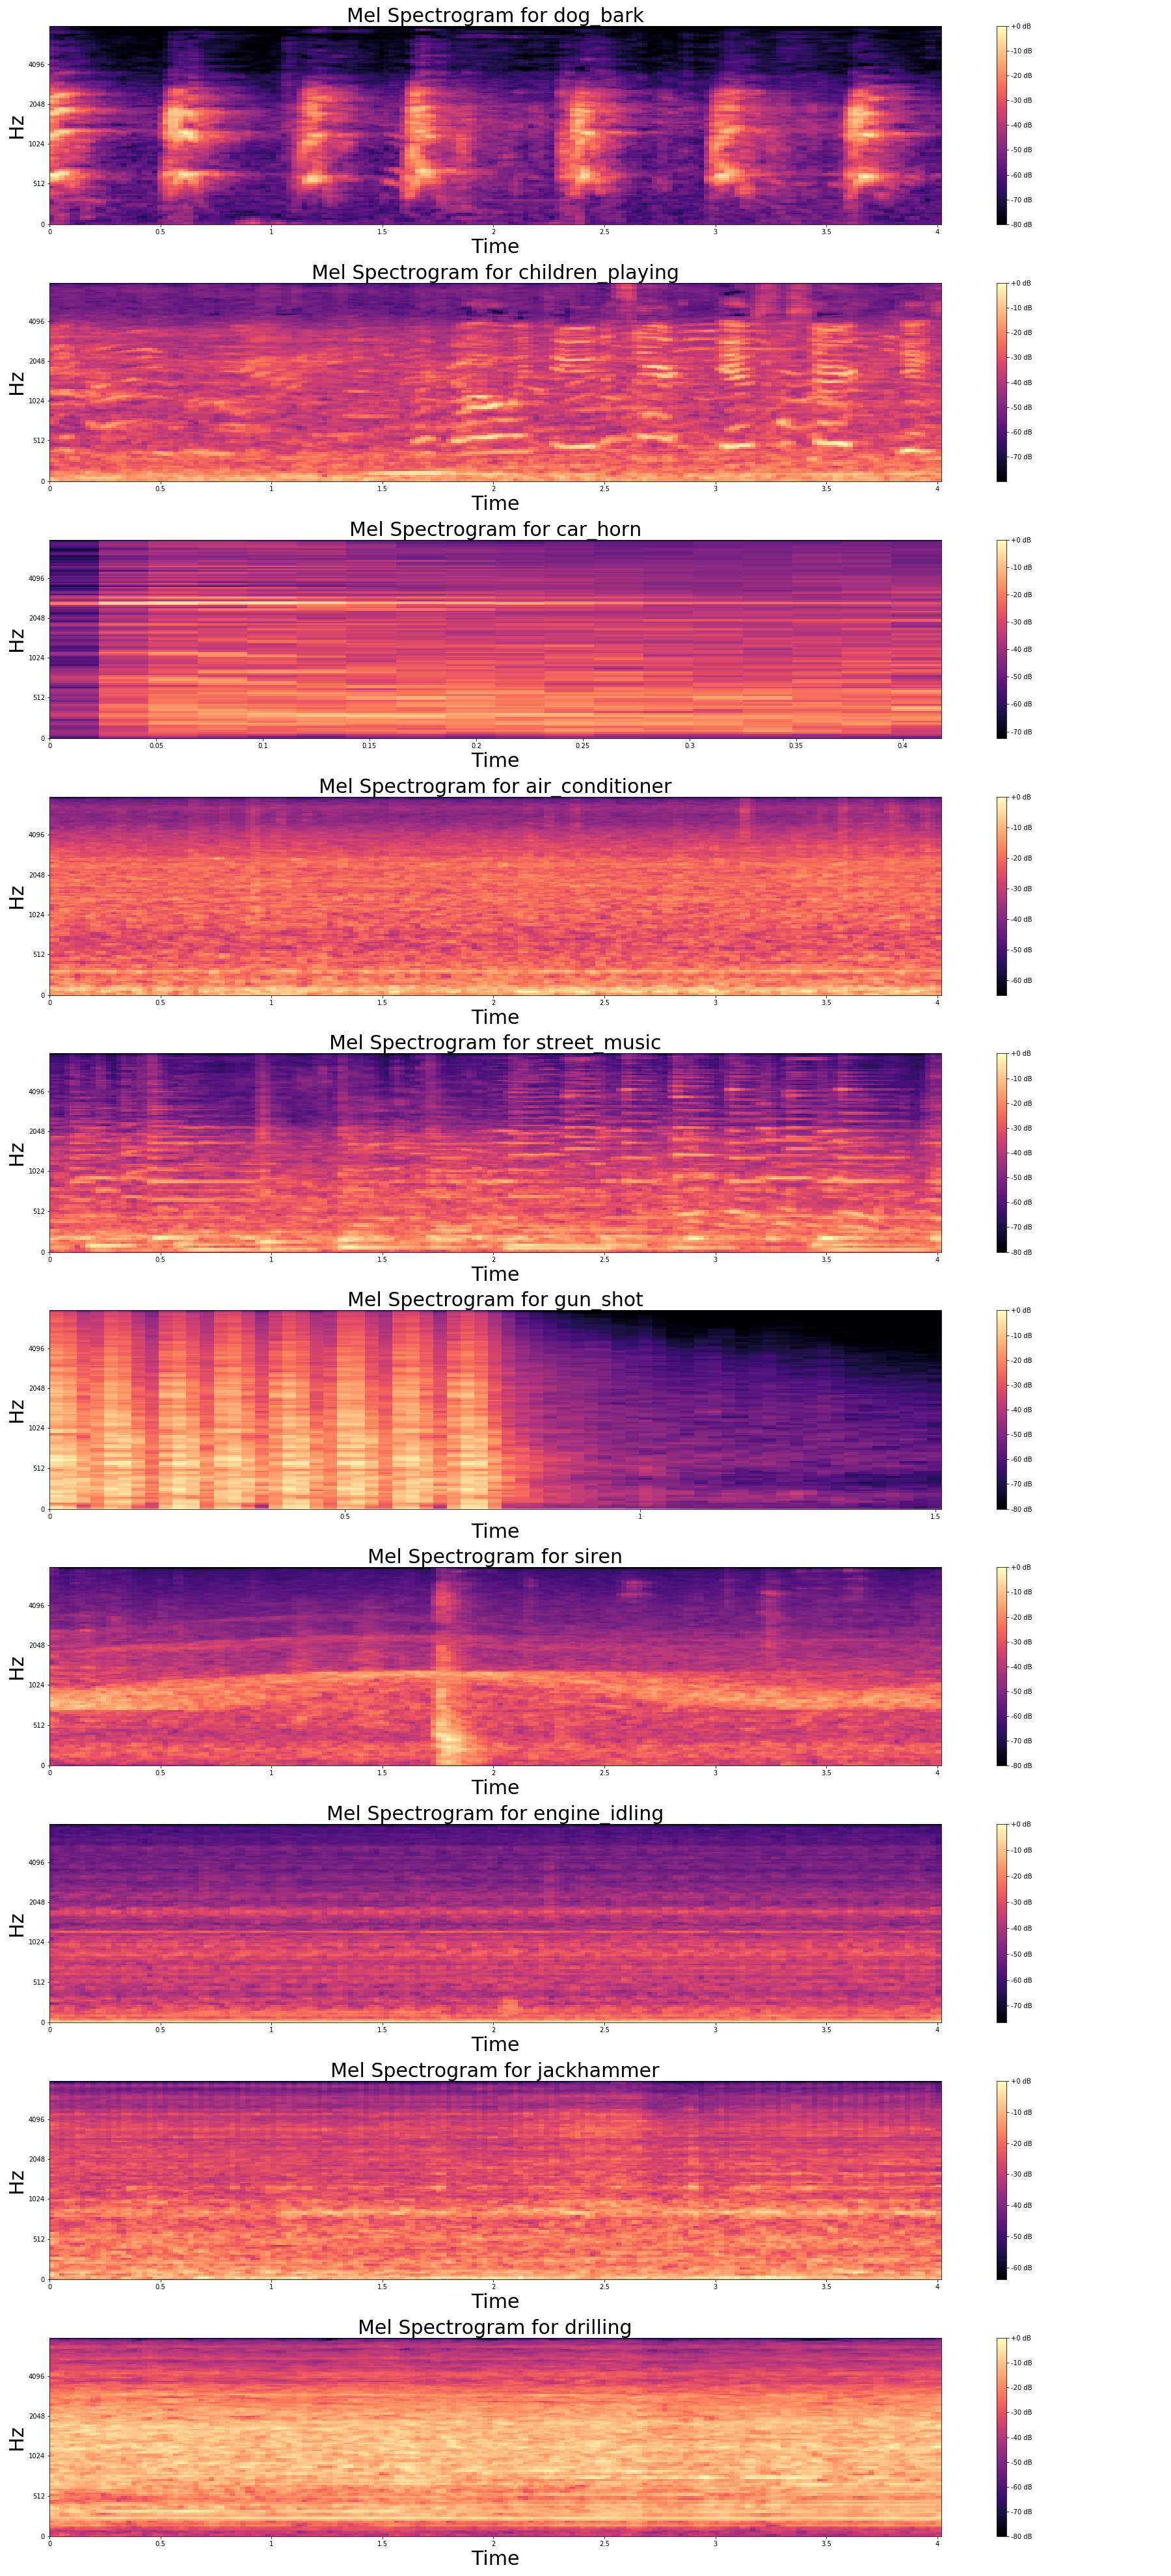 Mel Spectrogram for dog_bark
Hz
4096
2048
1024
512
0
0 0.5 1 1.5 2 2.5 3 3.5 4
Time
+0 dB
-10 dB
-20 dB
-30 dB
-40 dB
-50 dB
-60 dB
-70 dB
-80 dB
Mel Spectrogram for children_playing
Hz
4096
2048
1024
512
0
0 0.5 1 1.5 2 2.5 3 3.5 4
Time
+0 dB
-10 dB
-20 dB
-30 dB
-40 dB
-50 dB
-60 dB
-70 dB
Mel Spectrogram for car_horn
Hz
4096
2048
1024
512
0
0 0.05 0.1 0.15 0.2 0.25 0.3 0.35 0.4
Time
+0 dB
-10 dB
-20 dB
-30 dB
-40 dB
-50 dB
-60 dB
-70 dB
Mel Spectrogram for air_conditioner
Hz
4096
2048
1024
512
0
0 0.5 1 1.5 2 2.5 3 3.5 4
Time
+0 dB
-10 dB
-20 dB
-30 dB
-40 dB
-50 dB
-60 dB
Mel Spectrogram for street_music
Hz
4096
2048
1024
512
0
0 0.5 1 1.5 2 2.5 3 3.5 4
Time
+0 dB
-10 dB
-20 dB
-30 dB
-40 dB
-50 dB
-60 dB
-70 dB
-80 dB
Mel Spectrogram for gun_shot
Hz
4096
2048
1024
512
0
0 0.5 1 1.5
Time
+0 dB
-10 dB
-20 dB
-30 dB
-40 dB
-50 dB
-60 dB
-70 dB
-80 dB
Mel Spectrogram for siren
Hz
4096
2048
1024
512
0
0 0.5 1 1.5 2 2.5 3 3.5 4
Time
+0 dB
-10 dB
-20 dB
-30 dB
-40 dB
-50 dB
-60 dB
-70 dB
-80 dB
Mel Spectrogram for engine_idling
Hz
4096
2048
1024
512
0
0 0.5 1 1.5 2 2.5 3 3.5 4
Time
+0 dB
-10 dB
-20 dB
-30 dB
-40 dB
-50 dB
-60 dB
-70 dB
Mel Spectrogram for jackhammer
Hz
4096
2048
1024
512
0
0 0.5 1 1.5 2 2.5 3 3.5 4
Time
+0 dB
-10 dB
-20 dB
-30 dB
-40 dB
-50 dB
-60 dB
Mel Spectrogram for drilling
Hz
4096
2048
1024
512
0
0 0.5 1 1.5 2 2.5 3 3.5 4
Time
+0 dB
-10 dB
-20 dB
-30 dB
-40 dB
-50 dB
-60 dB
-70 dB
-80 dB